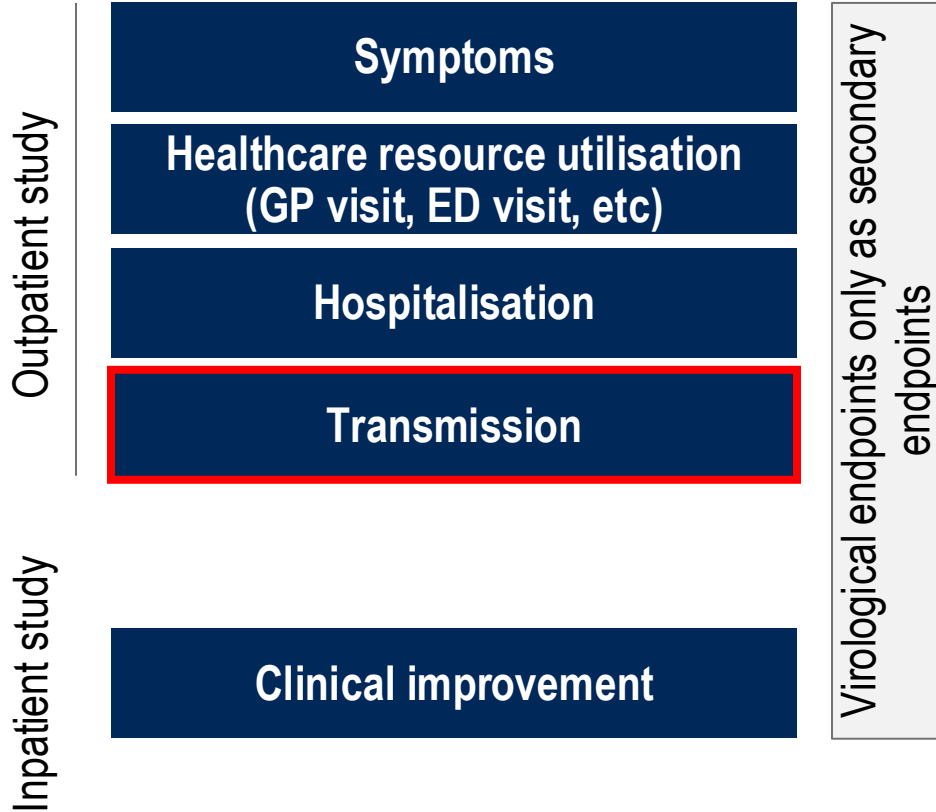 Outpatient study
Symptoms
Healthcare resource utilisation
(GP visit, ED visit, etc)
Hospitalisation
Transmission
Inpatient study
Clinical improvement
Virological endpoints only as secondary
endpoints